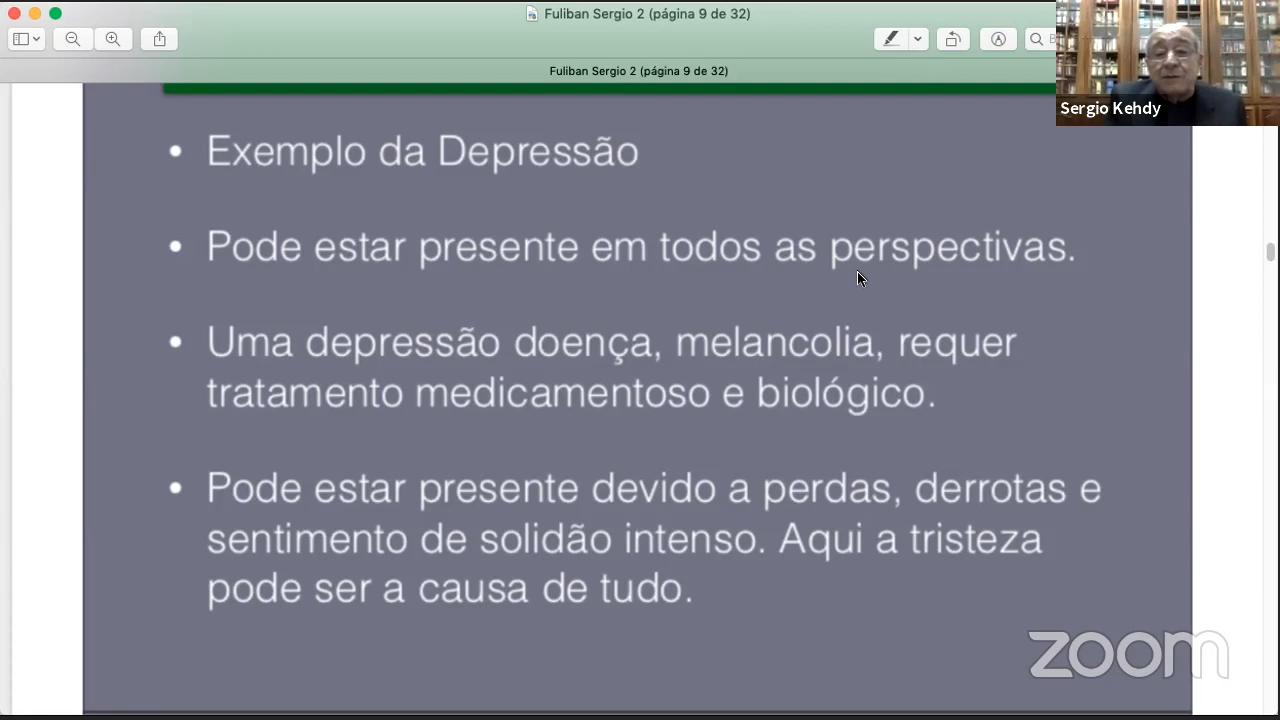 Fuliban Sergio 2 (página 9 de 32)
Fuliban Sergio 2 (página 9 de 32)
Sergio Kehdy
• Exemplo da Depressão
• Pode estar presente em todos as perspectivas.
• Uma depressão doença, melancolia, requer
tratamento medicamentoso e biológico.
• Pode estar presente devido a perdas, derrotas e
sentimento de solidão intenso. Aqui a tristeza
pode ser a causa de tudo.
zoom